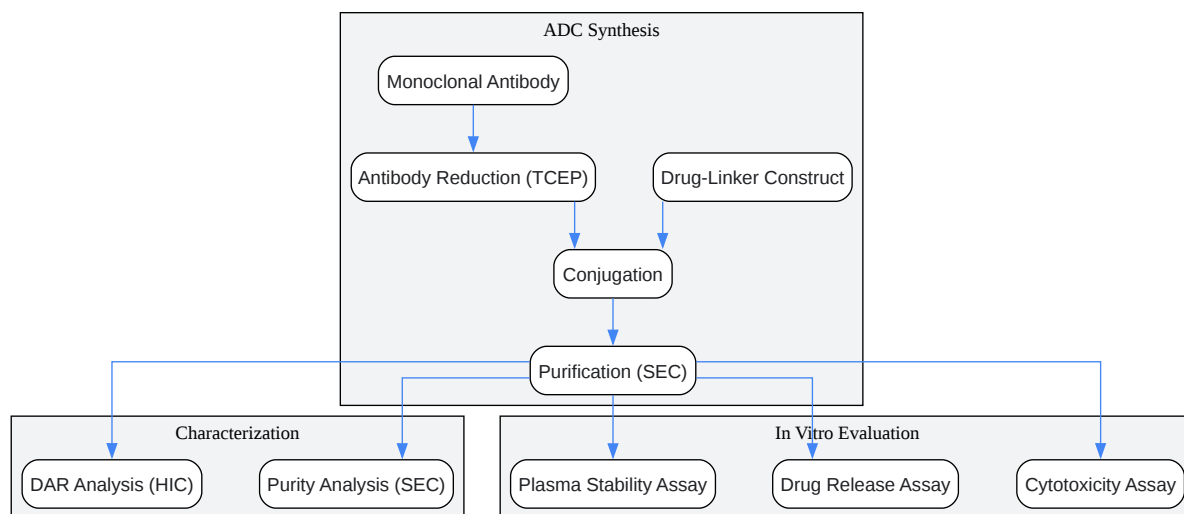 ADC Synthesis
Monoclonal Antibody
Antibody Reduction (TCEP)
Drug-Linker Construct
Conjugation
Purification (SEC)
Characterization
In Vitro Evaluation
DAR Analysis (HIC)
Purity Analysis (SEC)
Plasma Stability Assay
Drug Release Assay
Cytotoxicity Assay